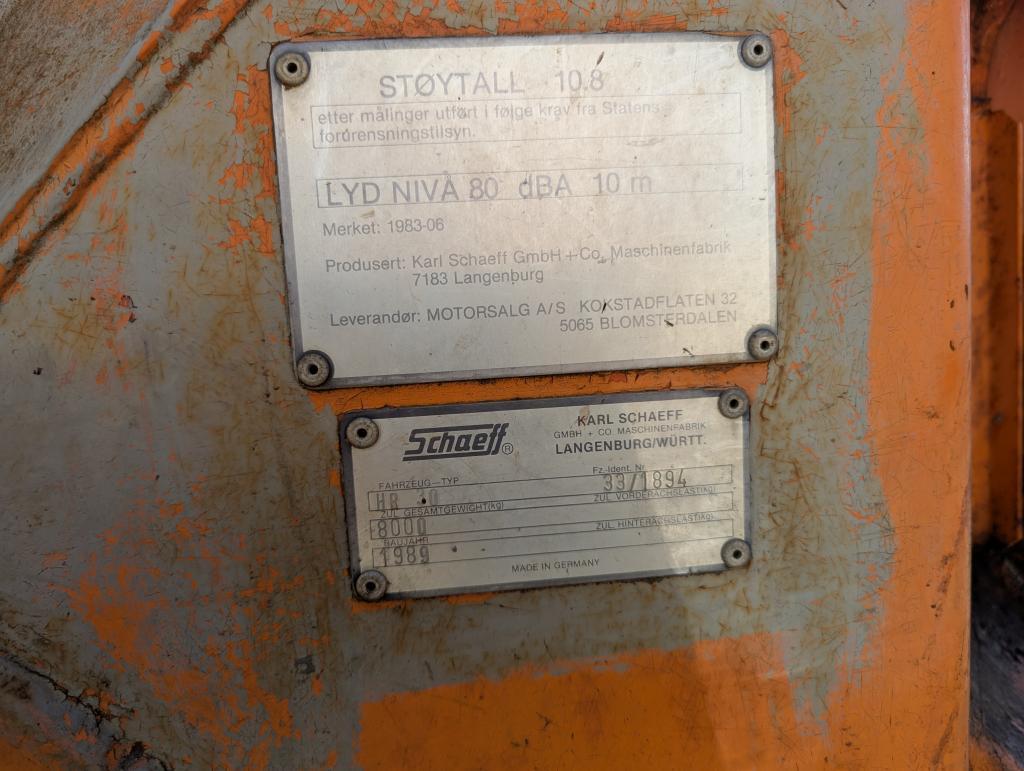 STØYTALL 10.8
etter målinger utført i følge krav fra Statens
forurensningstilsyn.
LYD NIVÅ 80 dBA 10 m
Merket: 1983-06
Produsert: Karl Schaeff GmbH + Co. Maschinenfabrik
7183 Langenburg
Leverandør: MOTORSALG A/S KOKSTADFLATEN 32
5065 BLOMSTERDALEN
Schaeff®
KARL SCHAEFF
GMBH + CO. MASCHINENFABRIK
LANGENBURG/WÜRTT.
FAHRZEUG-TYP
Fz.-Ident. Nr.
HR
33/1894
ZUL. GESAMTGEWICHT(kg)
ZUL. VORDERACHSLAST(kg)
8000
ZUL. HINTERACHSLAST(kg)
BAUJAHR
1989
MADE IN GERMANY